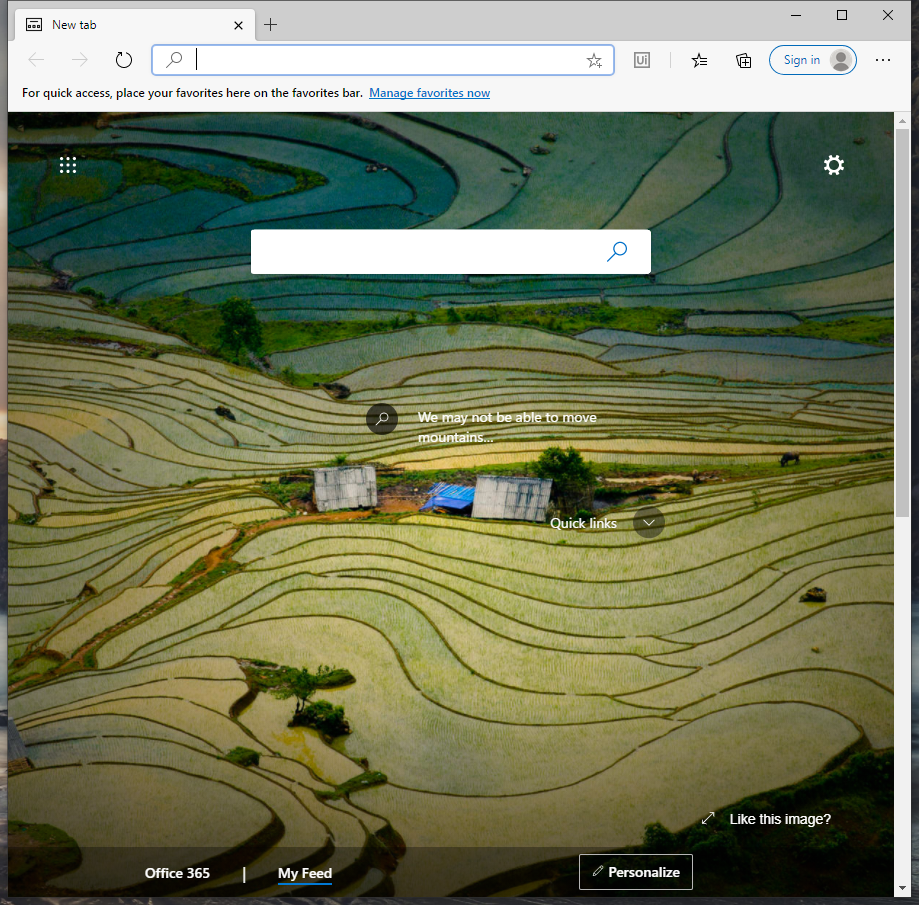 New tab
Ui
Sign in
For quick access, place your favorites here on the favorites bar. Manage favorites now
We may not be able to move
mountains...
Quick links
Like this image?
Office 365 | My Feed
Personalize